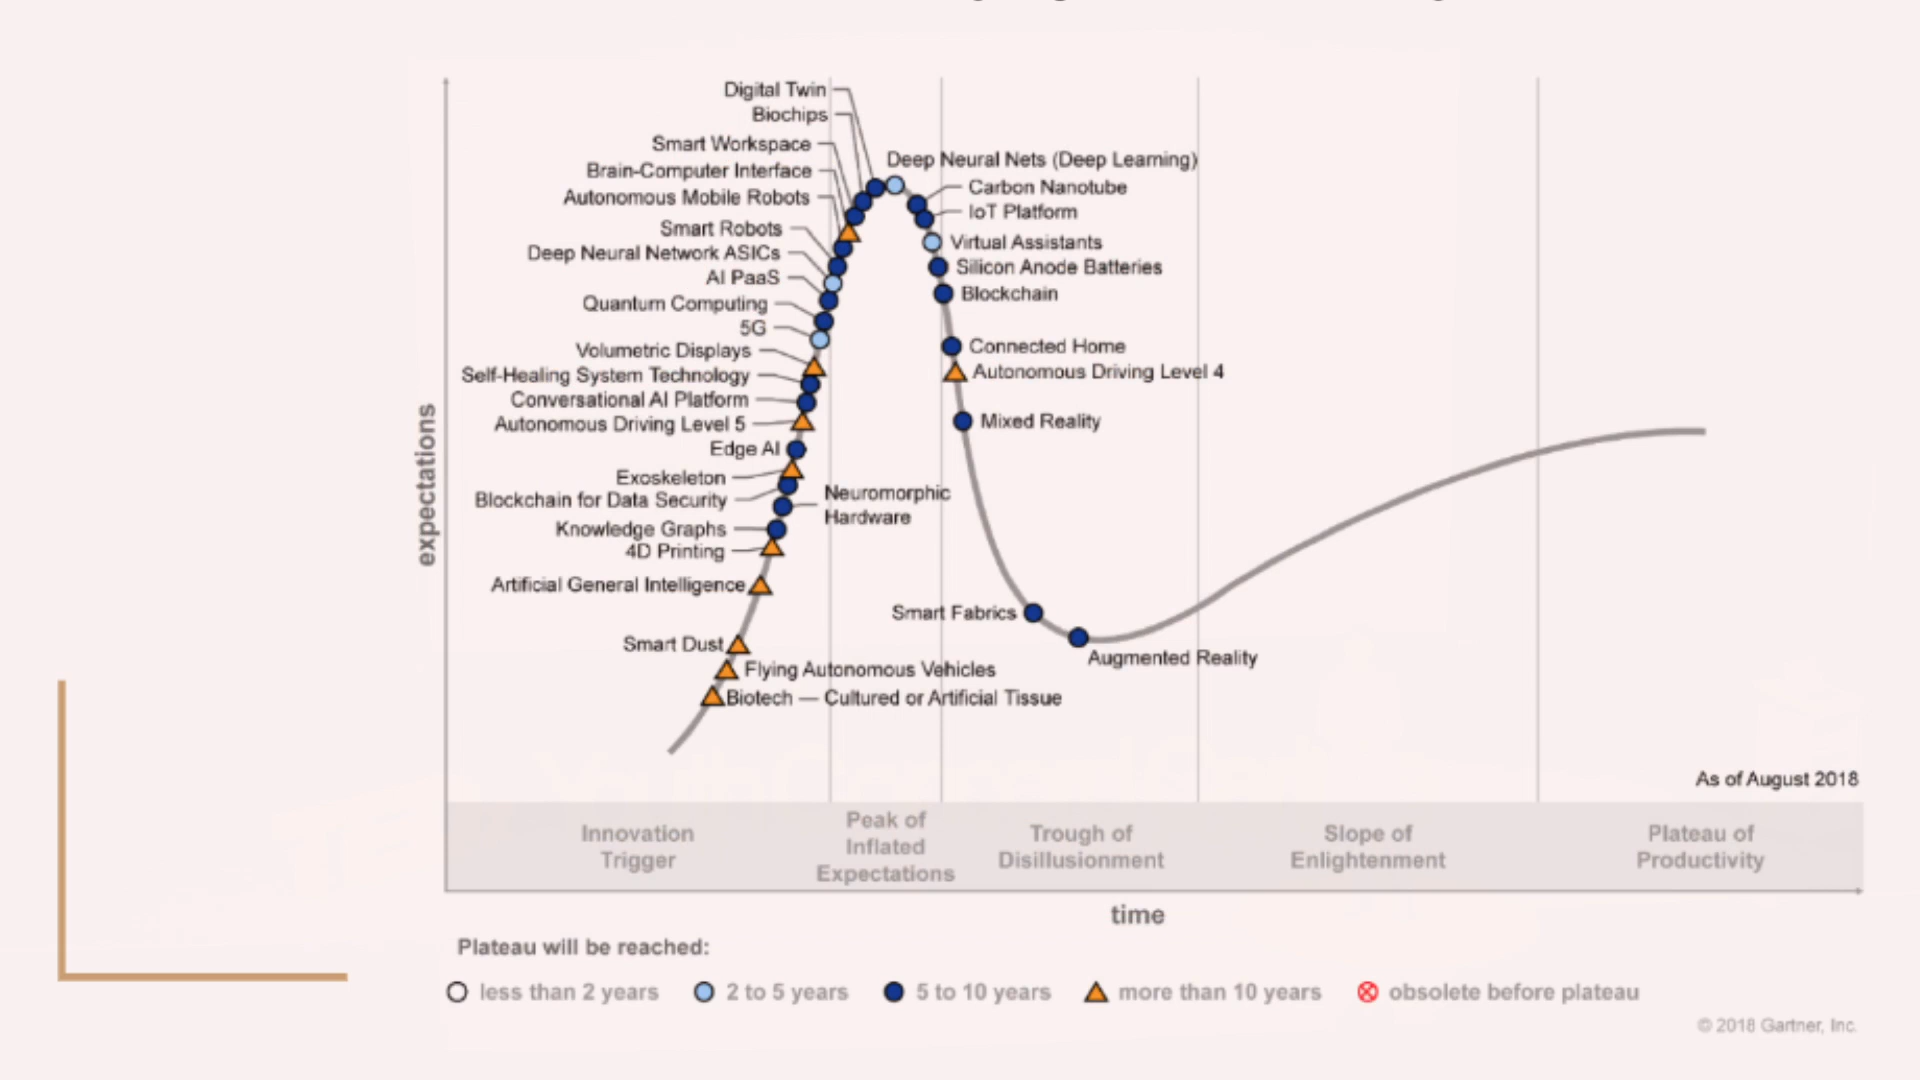 Digital Twin
Biochips
Smart Workspace
Brain-Computer Interface
Autonomous Mobile Robots
Smart Robots
Deep Neural Network ASICs
AI PaaS
Quantum Computing
5G
Volumetric Displays
Self-Healing System Technology
Conversational AI Platform
Autonomous Driving Level 5
Edge AI
Exoskeleton
Blockchain for Data Security
Neuromorphic
Hardware
Knowledge Graphs
4D Printing
Artificial General Intelligence
Smart Dust
Flying Autonomous Vehicles
Biotech — Cultured or Artificial Tissue
Deep Neural Nets (Deep Learning)
Carbon Nanotube
IoT Platform
Virtual Assistants
Silicon Anode Batteries
Blockchain
Connected Home
Autonomous Driving Level 4
Mixed Reality
Smart Fabrics
Augmented Reality
expectations
As of August 2018
Innovation
Trigger
Peak of
Inflated
Expectations
Trough of
Disillusionment
Slope of
Enlightenment
Plateau of
Productivity
time
Plateau will be reached:
less than 2 years
2 to 5 years
5 to 10 years
more than 10 years
obsolete before plateau
© 2018 Gartner, Inc.